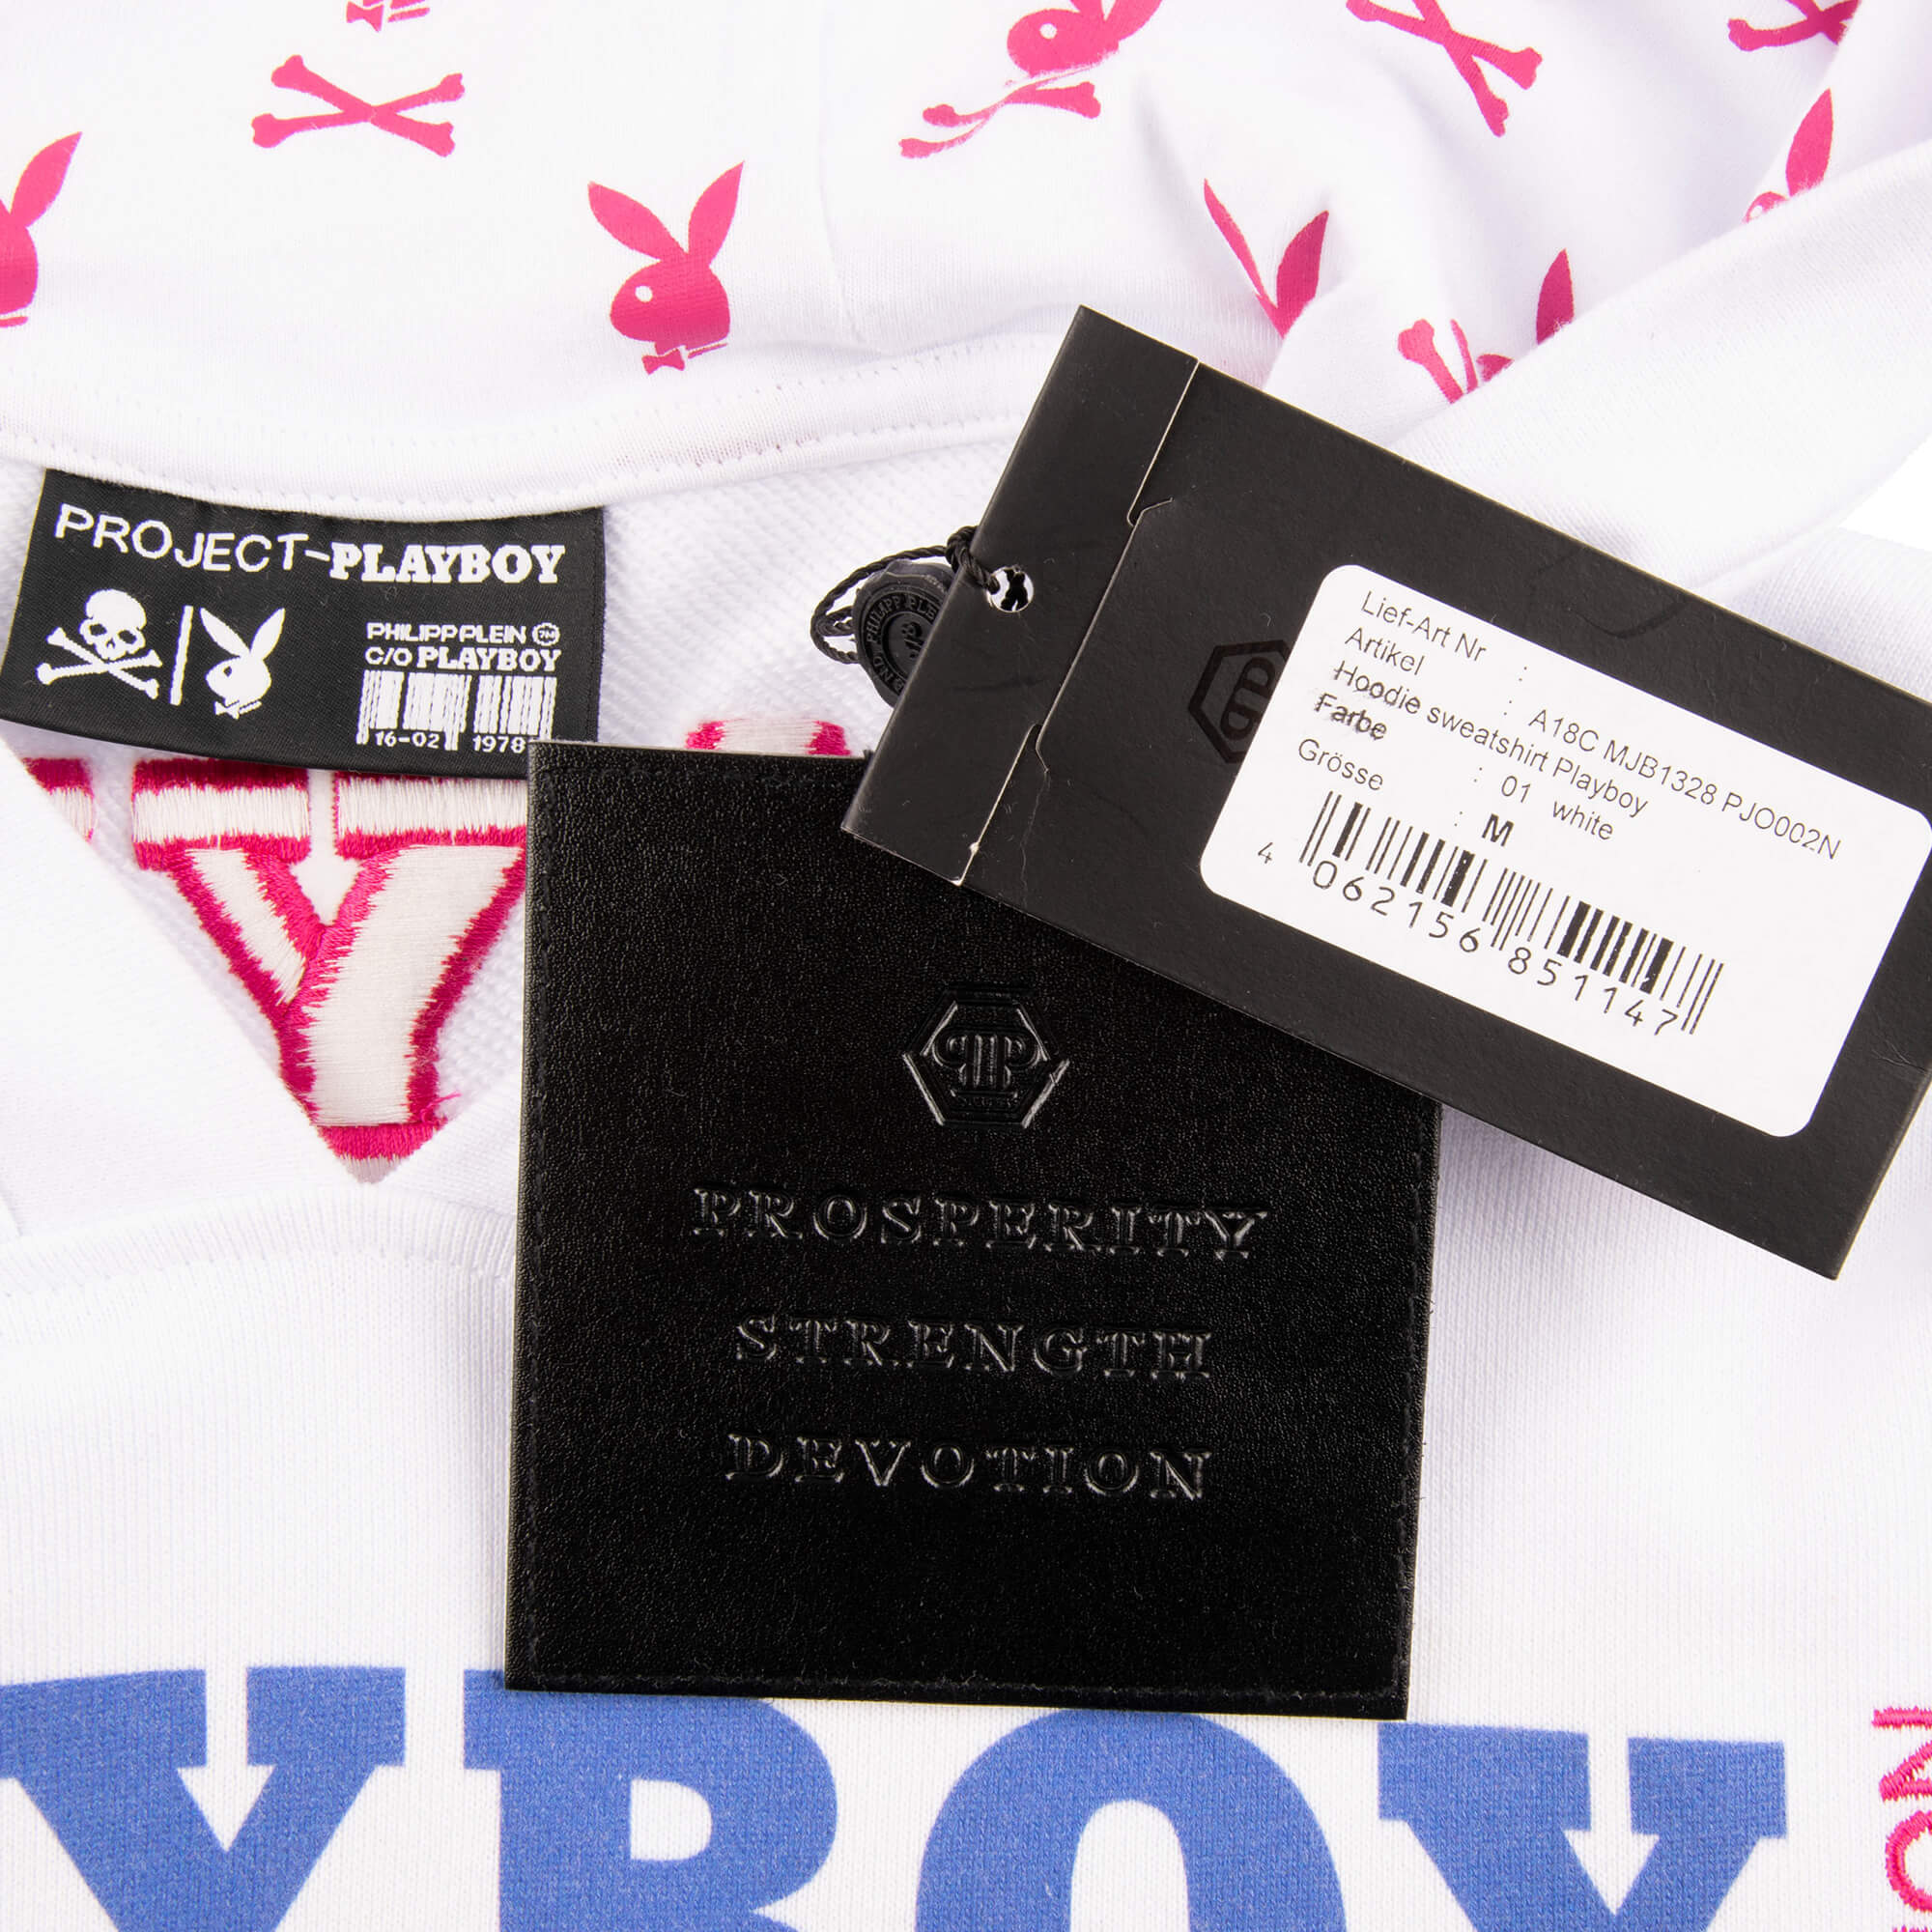 PROJECT-PLAYBOY
PHILIPP PLEIN
C/O PLAYBOY
16-02
1978
Lief-Art Nr :
Artikel : A18C MJB1328 PJO002N
Hoodie sweatshirt Playboy
Farbe : 01 white
Grösse : M
4 062156 851147
PROSPERITY
STRENGTH
DEVOTION
YBOY